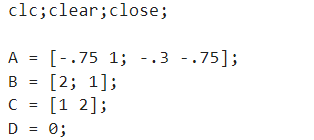 clc;clear;close;
A = [-.75 1; -.3 -.75];
B = [2; 1];
C = [1 2];
D = 0;